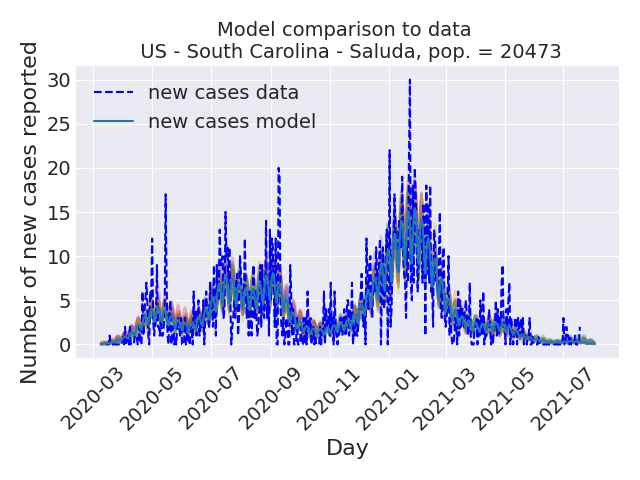 Model comparison to data
US - South Carolina - Saluda, pop. = 20473
Number of new cases reported
30
25
20
15
10
5
0
new cases data
new cases model
2020-03
2020-05
2020-07
2020-09
2020-11
2021-01
2021-03
2021-05
2021-07
Day